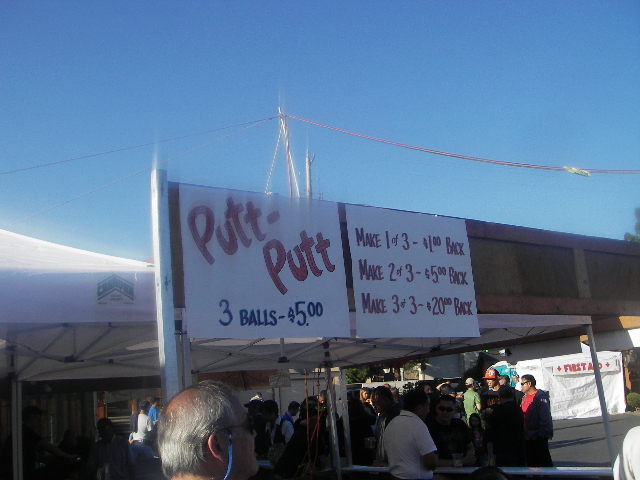 Putt-
Putt
3 BALLS - $5.00
MAKE 1 of 3 - $1.00 BACK
MAKE 2 of 3 - $5.00 BACK
MAKE 3 of 3 - $20.00 BACK
+ FIRST AID +